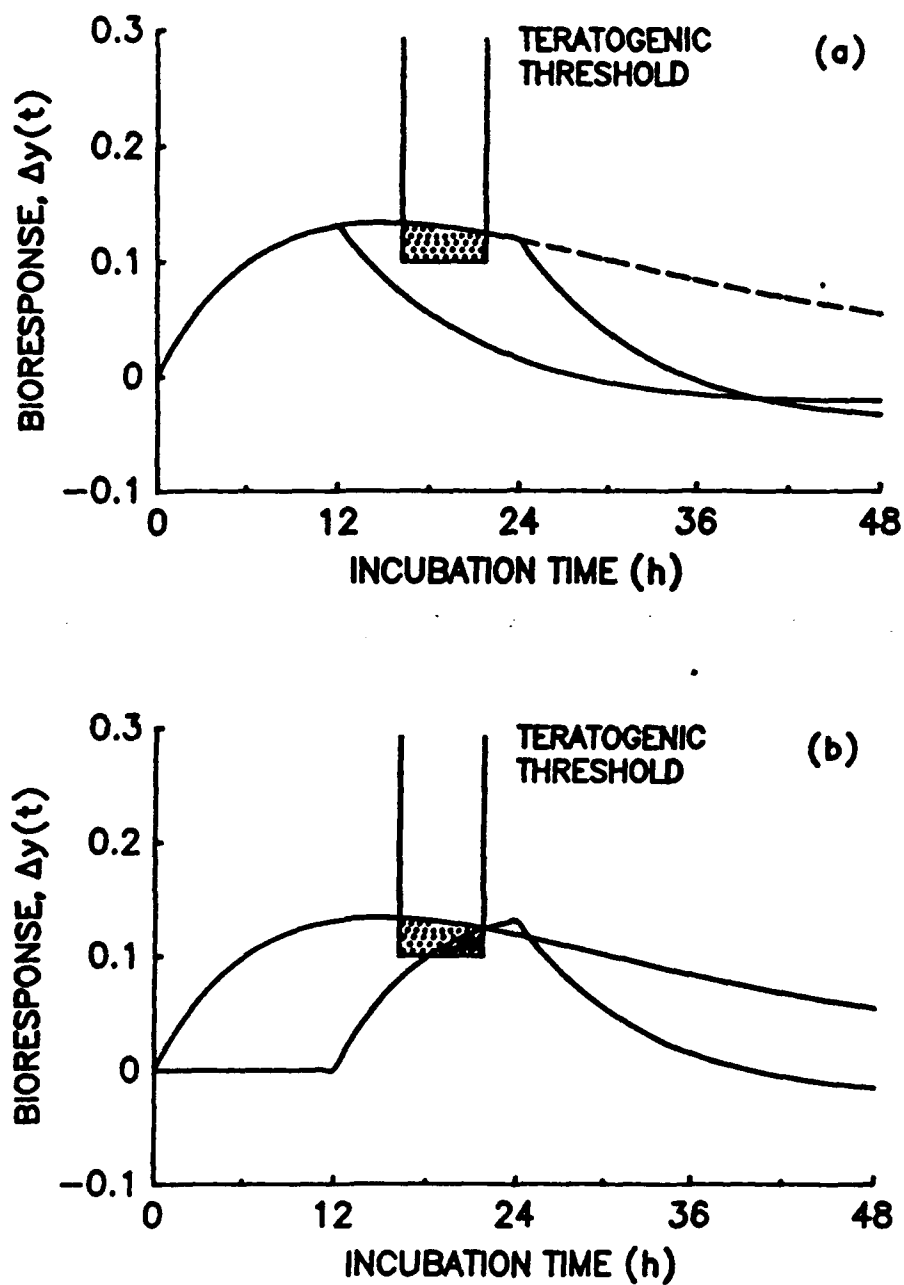 0.3
TERATOGENIC
THRESHOLD
(a)
0.2
0.1
0
−0.1
BIORESPONSE, Δy(t)
0
12
24
36
48
INCUBATION TIME (h)
0.3
TERATOGENIC
THRESHOLD
(b)
0.2
0.1
0
−0.1
BIORESPONSE, Δy(t)
0
12
24
36
48
INCUBATION TIME (h)